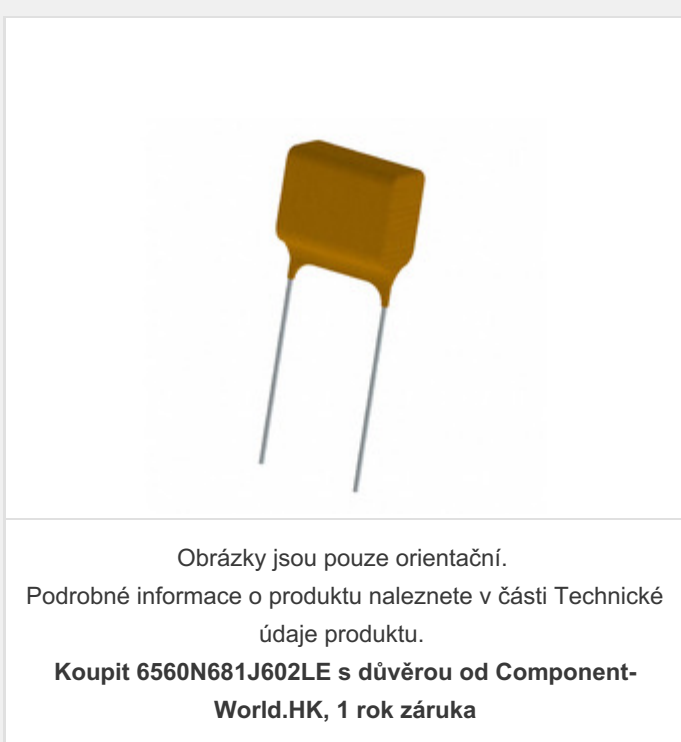 Obrázky jsou pouze orientační.
Podrobné informace o produktu naleznete v části Technické
údaje produktu.
Koupit 6560N681J602LE s důvěrou od Component-
World.HK, 1 rok záruka